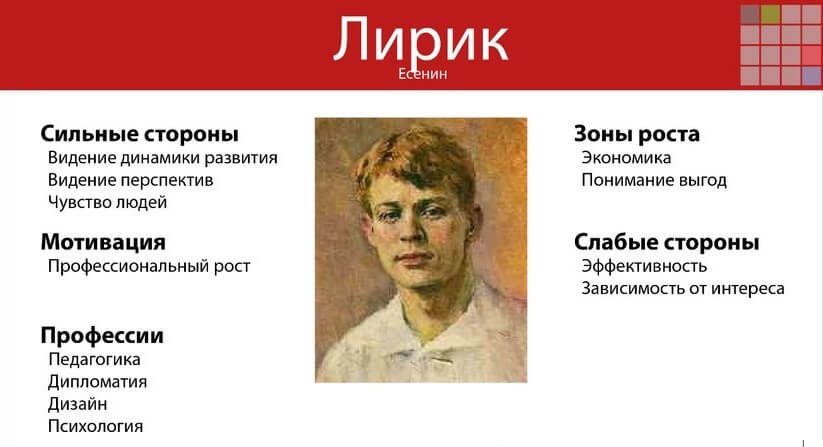 Лирик
Есенин
Сильные стороны
Видение динамики развития
Видение перспектив
Чувство людей
Мотивация
Профессиональный рост
Профессии
Педагогика
Дипломатия
Дизайн
Психология
Зоны роста
Экономика
Понимание выгод
Слабые стороны
Эффективность
Зависимость от интереса